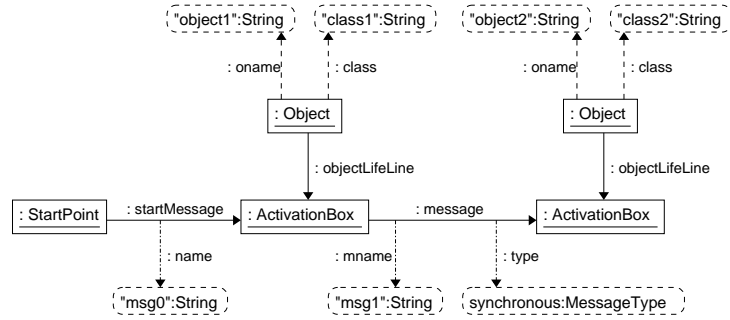 "object1":String "class1":String "object2":String "class2":String
: oname : class : oname : class
: Object : Object
: objectLifeLine : objectLifeLine
: StartPoint : startMessage : ActivationBox : message : ActivationBox
: name : mname : type
"msg0":String "msg1":String synchronous:MessageType